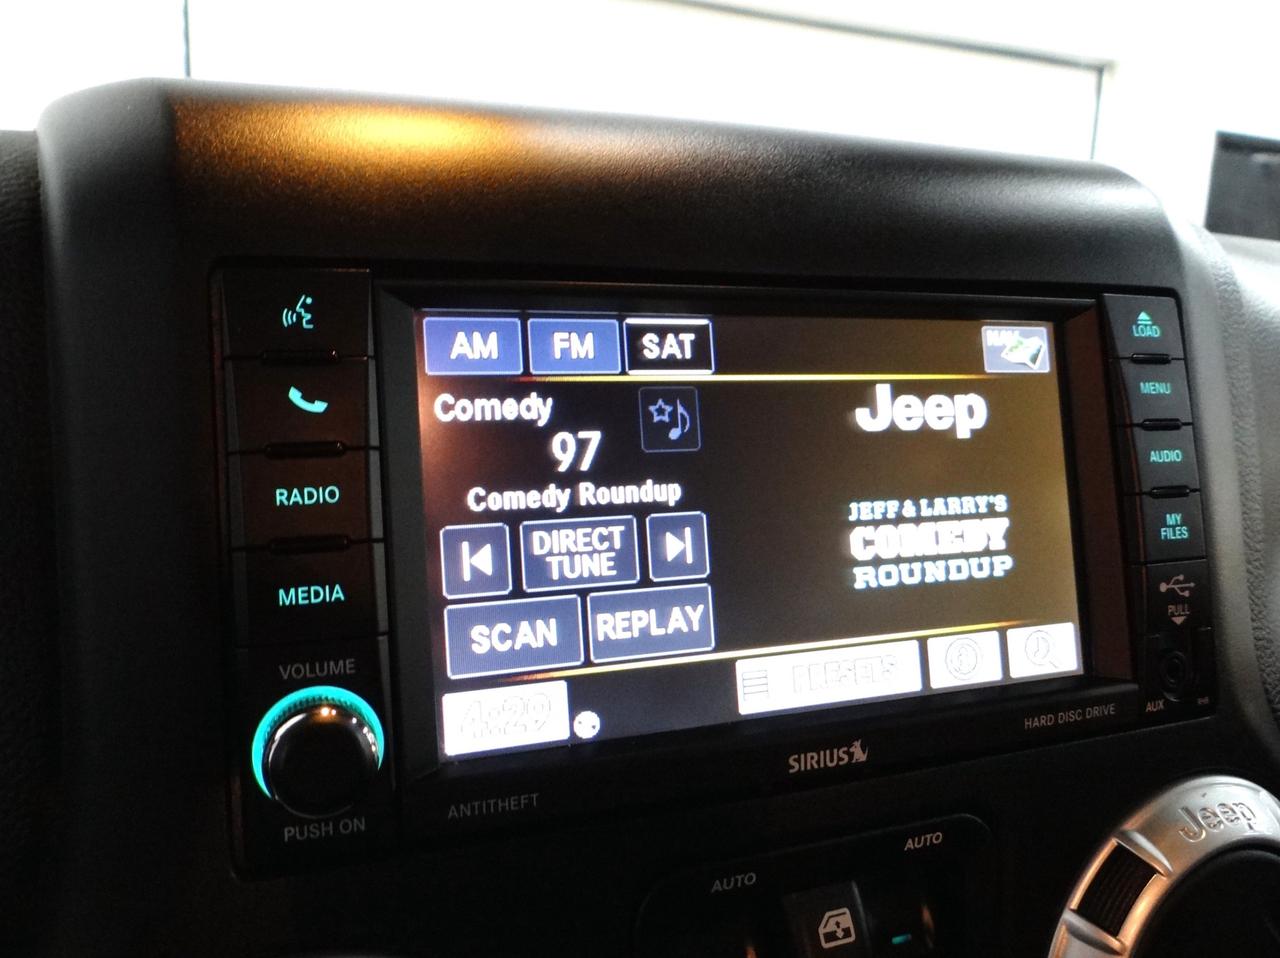 AM FM SAT NAV
LOAD
MENU
Comedy
97
Jeep
RADIO
Comedy Roundup
AUDIO
JEFF & LARRY'S
COMEDY
ROUNDUP
MY
FILES
DIRECT
TUNE
MEDIA
SCAN REPLAY
PULL
VOLUME
PRESETS
4:29
AUX
HARD DISC DRIVE
SIRIUS
ANTITHEFT
PUSH ON
AUTO
AUTO
Jeep